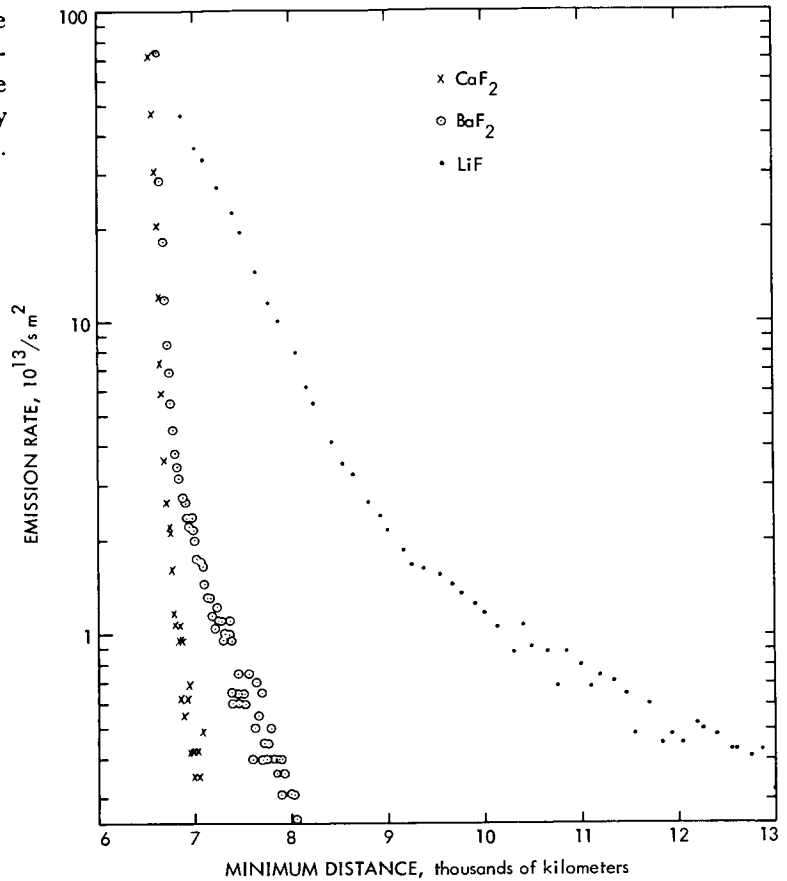 e
-
e
y
.
100
10
1
EMISSION RATE, 10^13/s m^2
x CaF2
⊙ BaF2
• LiF
6 7 8 9 10 11 12 13
MINIMUM DISTANCE, thousands of kilometers